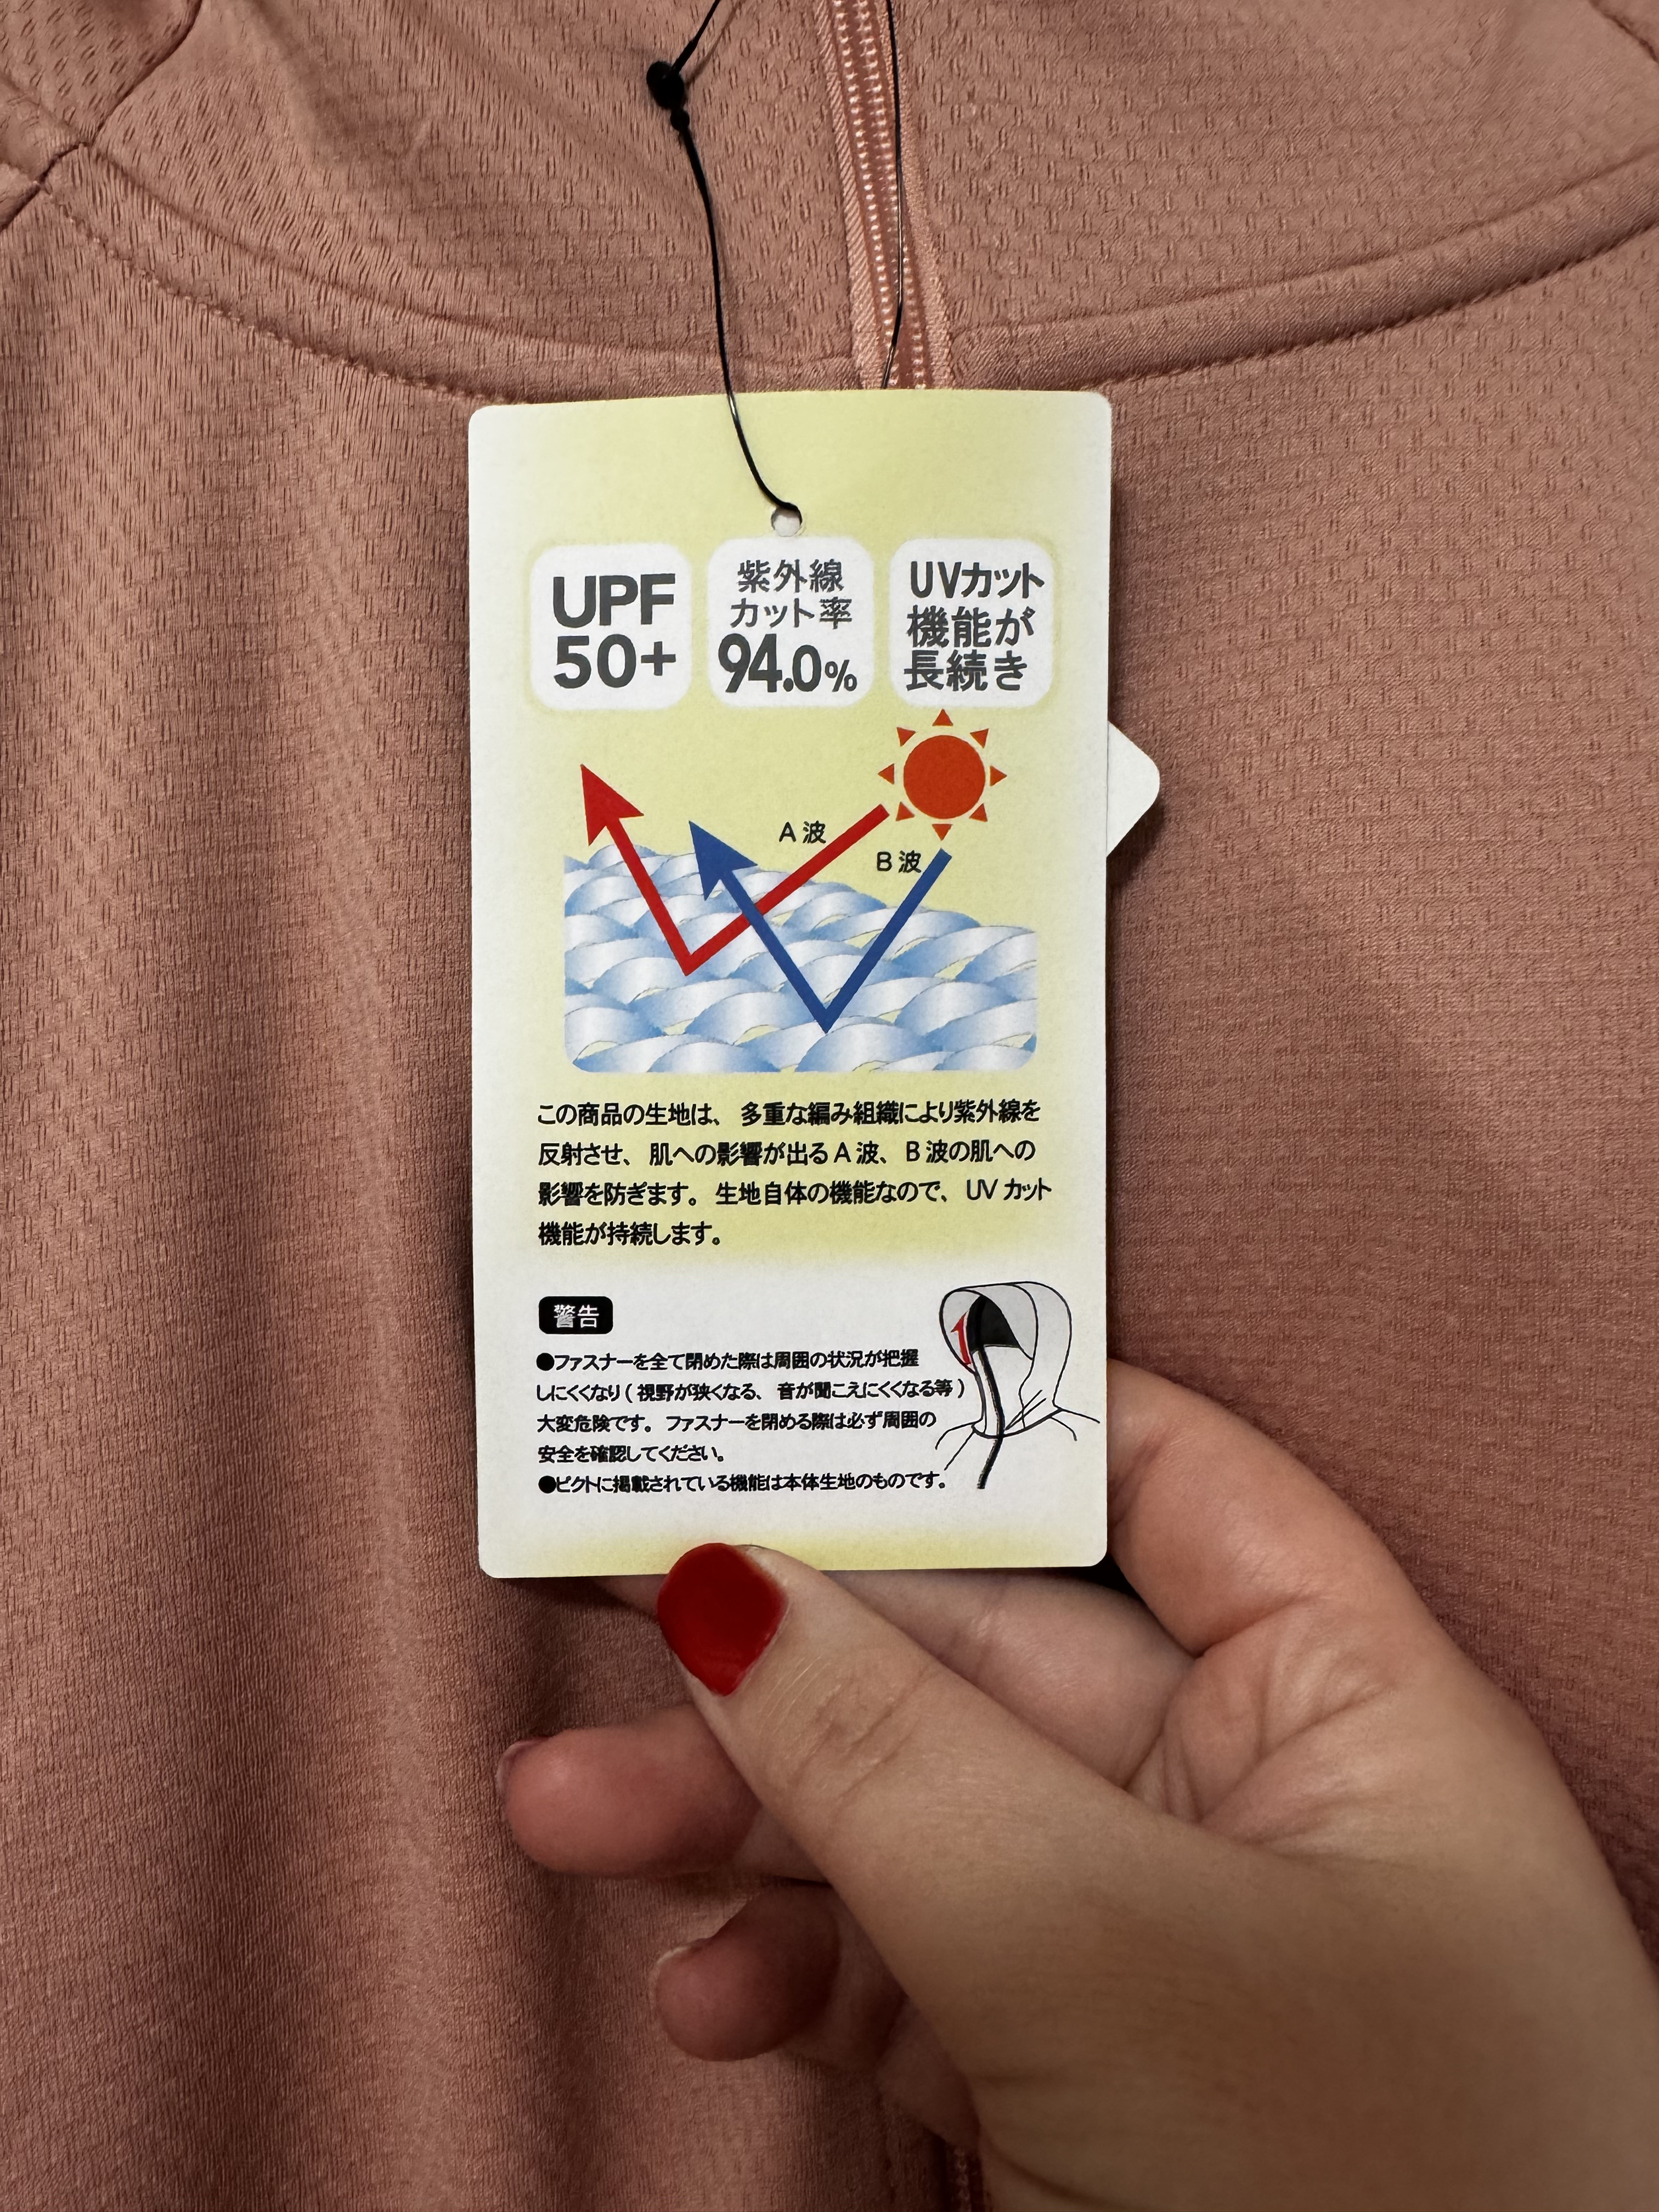 UPF
50+
紫外線
カット率
94.0%
UVカット
機能が
長続き
A波
B波
この商品の生地は、多重な編み組織により紫外線を
反射させ、肌への影響が出るA波、B波の肌への
影響を防ぎます。生地自体の機能なので、UVカット
機能が持続します。
警告
●ファスナーを全て閉めた際は周囲の状況が把握
しにくくなり(視野が狭くなる、音が聞こえにくくなる等)
大変危険です。ファスナーを閉める際は必ず周囲の
安全を確認してください。
●ピクトに掲載されている機能は本体生地のものです。